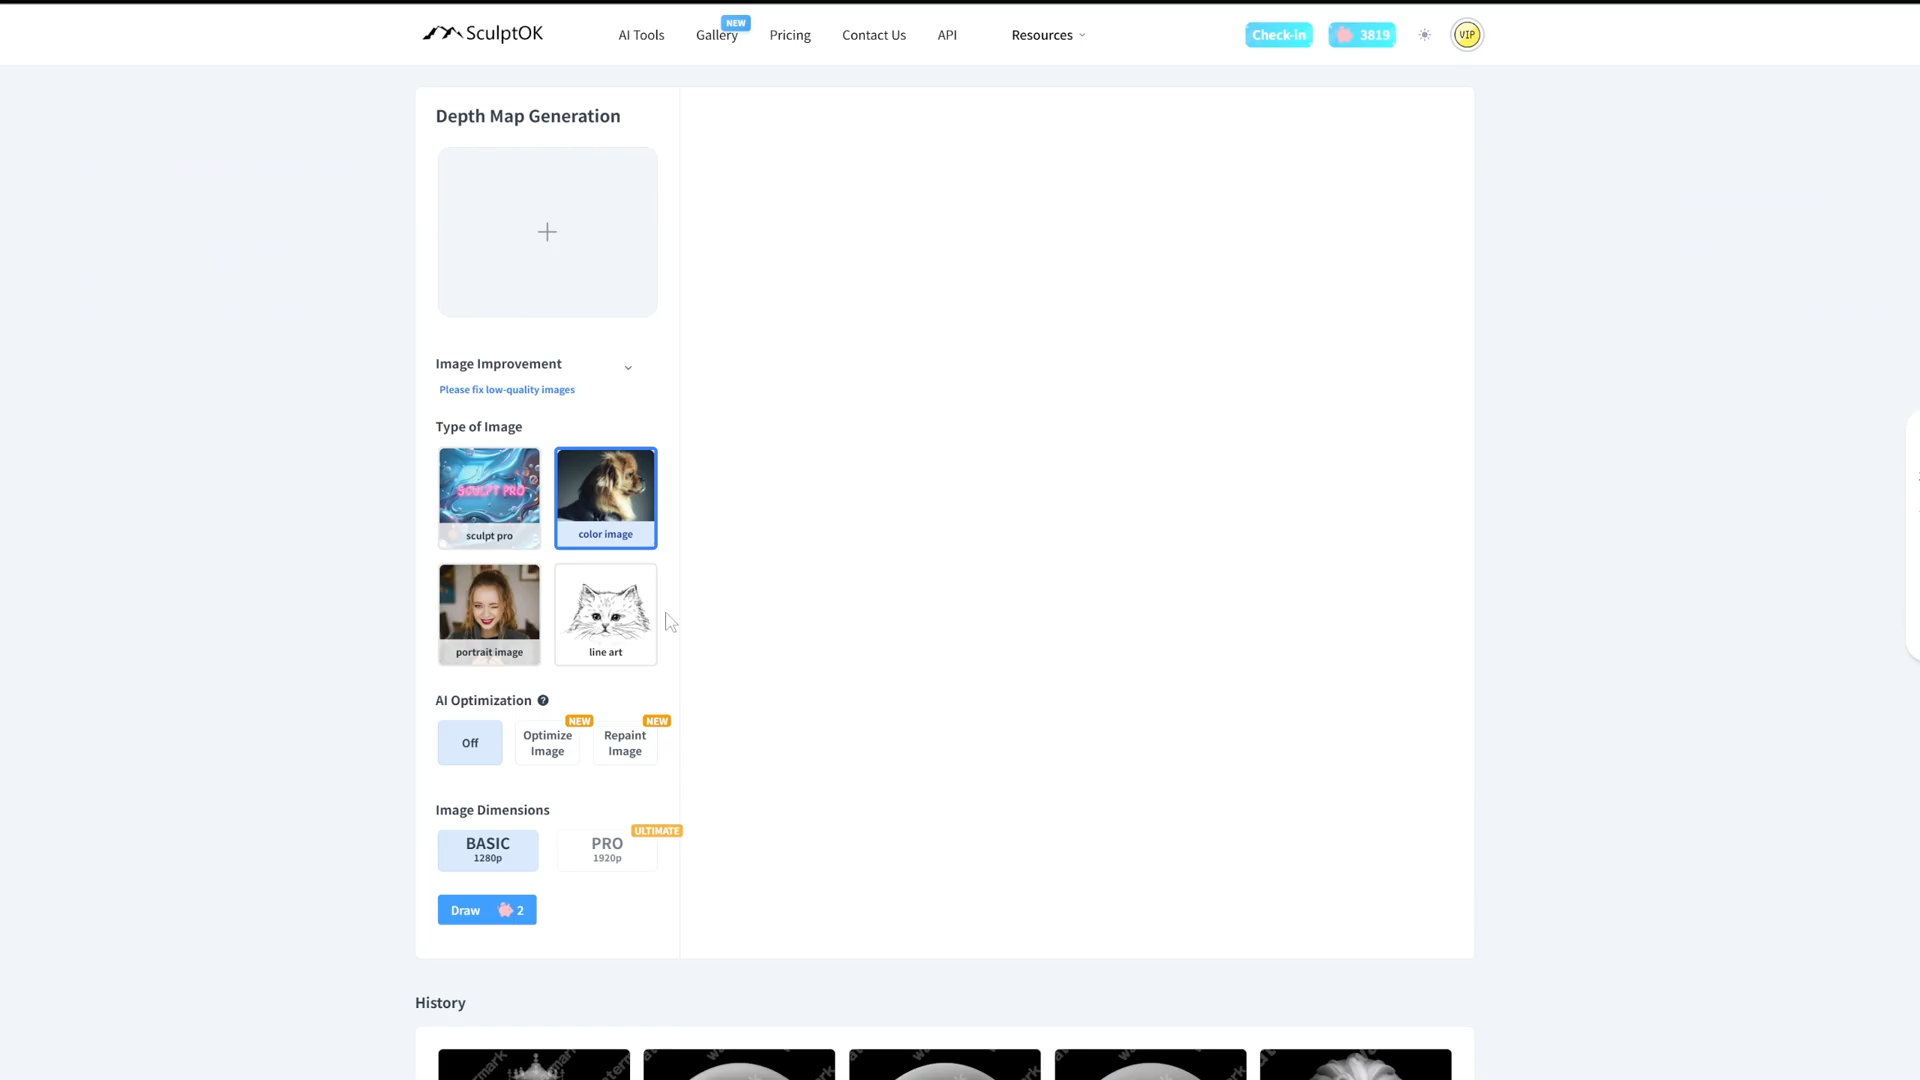 SculptOK
AI Tools
Gallery
NEW
Pricing
Contact Us
API
Resources
Check-in
3819
VIP
Depth Map Generation
Image Improvement
Please fix low-quality images
Type of Image
SCULPT PRO
sculpt pro
color image
portrait image
line art
AI Optimization ?
Off
NEW
Optimize
Image
NEW
Repaint
Image
Image Dimensions
BASIC
1280p
ULTIMATE
PRO
1920p
Draw 2
History